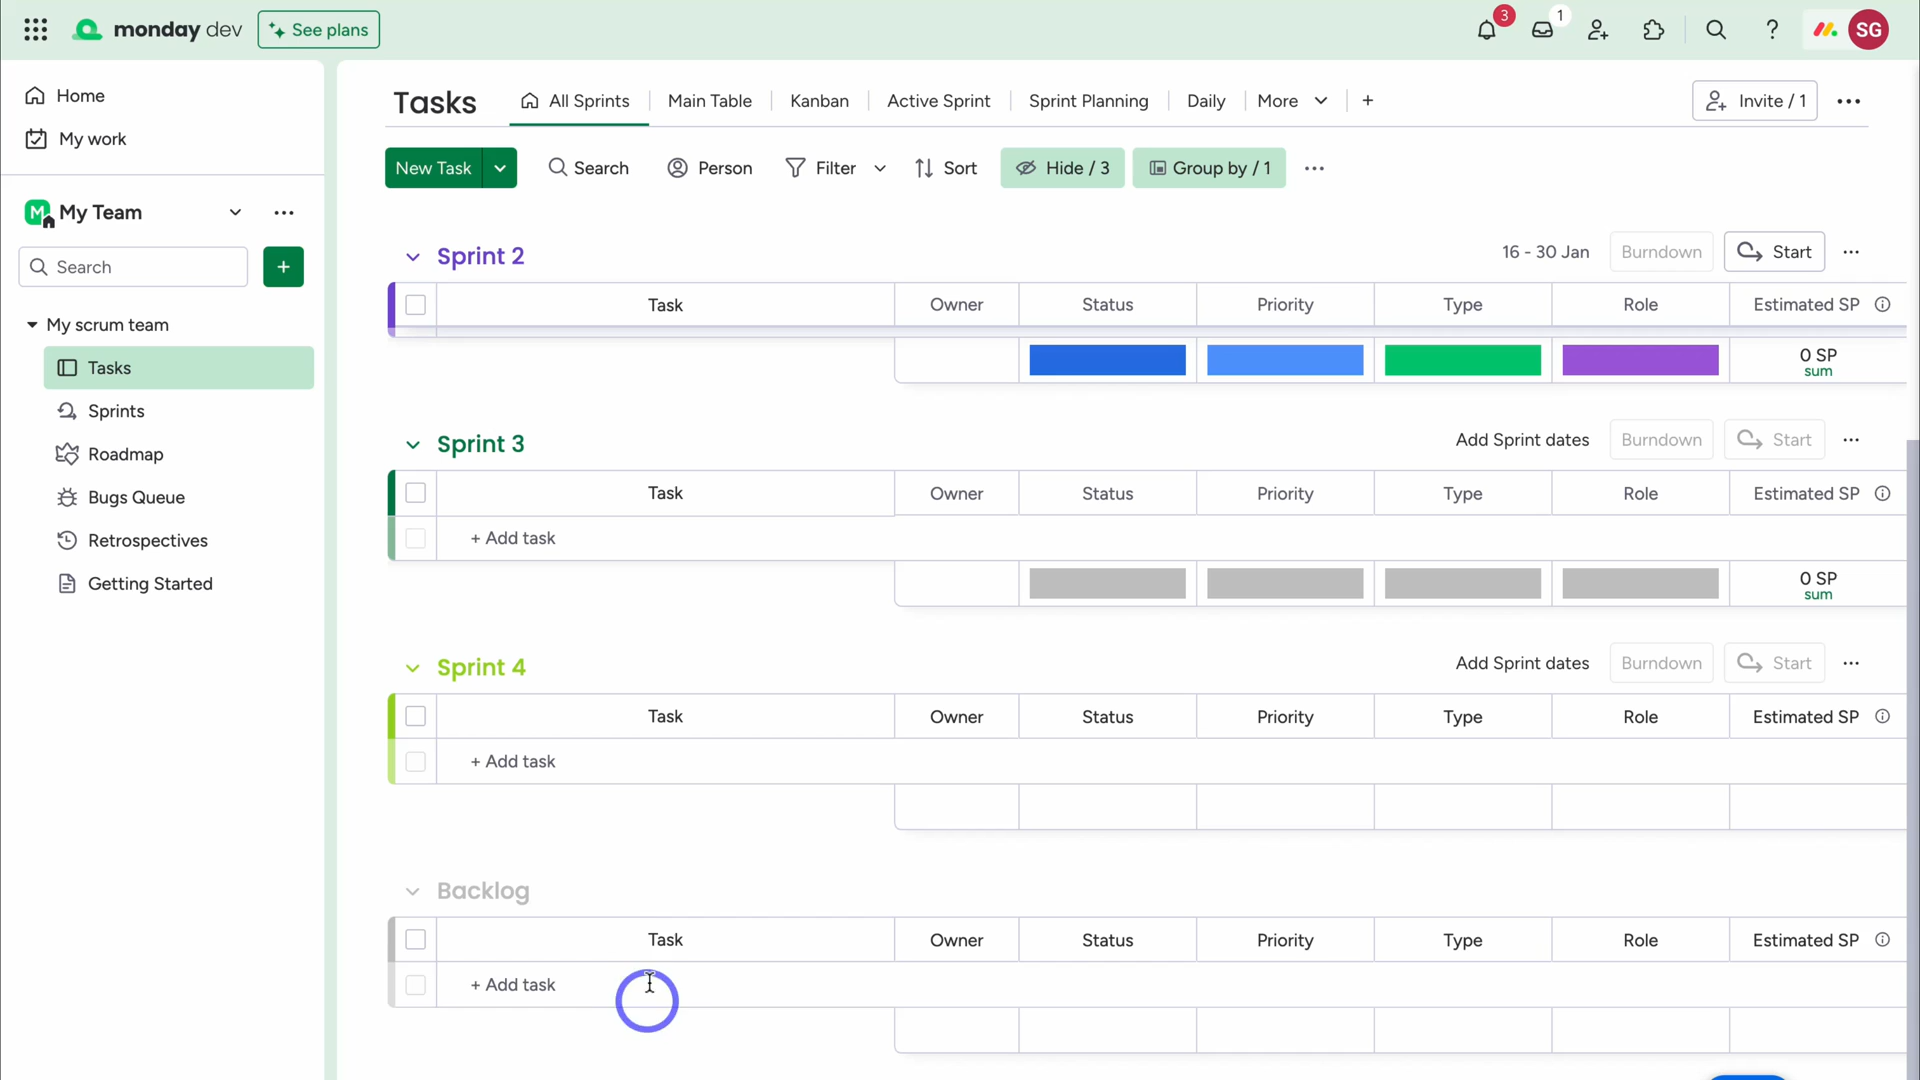 monday dev
See plans
3
1
SG
Home
My work
M
My Team
Search
+
My scrum team
Tasks
Sprints
Roadmap
Bugs Queue
Retrospectives
Getting Started
Tasks
All Sprints
Main Table
Kanban
Active Sprint
Sprint Planning
Daily
More
+
Invite / 1
New Task
Search
Person
Filter
Sort
Hide / 3
Group by / 1
Sprint 2
16 - 30 Jan
Burndown
Start
Task Owner Status Priority Type Role Estimated SP
0 SP
sum
Sprint 3
Add Sprint dates
Burndown
Start
Task Owner Status Priority Type Role Estimated SP
+ Add task
0 SP
sum
Sprint 4
Add Sprint dates
Burndown
Start
Task Owner Status Priority Type Role Estimated SP
+ Add task
Backlog
Task Owner Status Priority Type Role Estimated SP
+ Add task